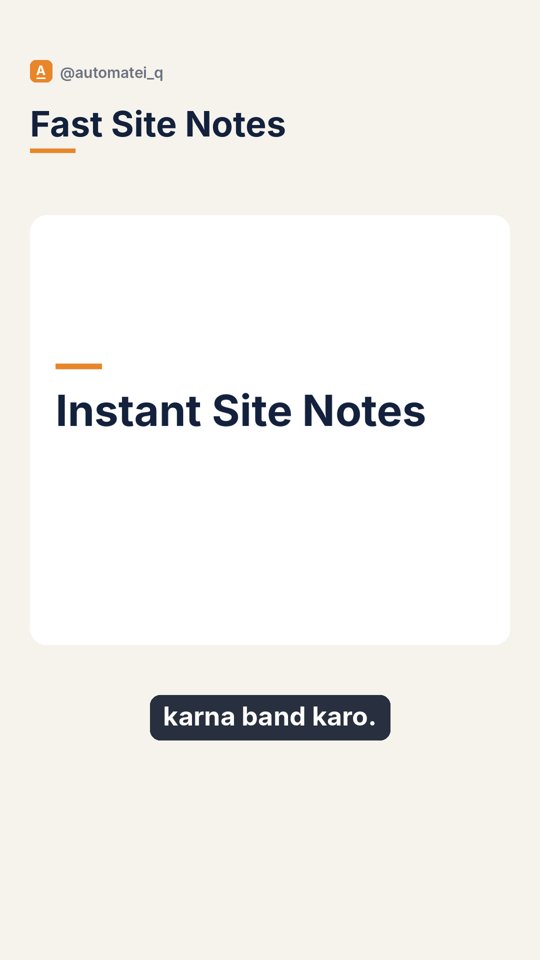 A
@automatei_q
Fast Site Notes
Instant Site Notes
karna band karo.